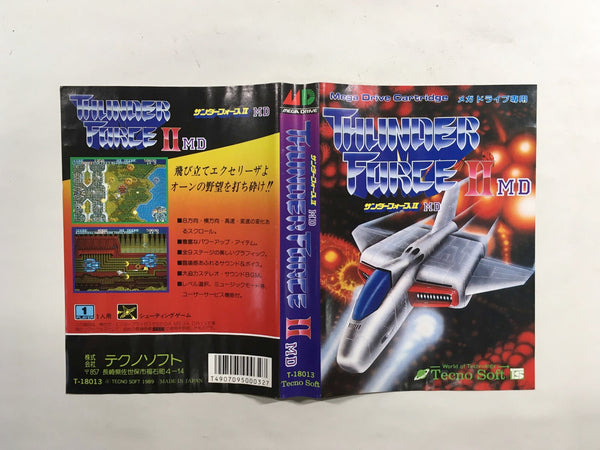 THUNDER
FORCE II MD
サンダーフォースII MD
飛び立てエクセリーザよ
オーンの野望を打ち砕け!!
■8方向・横方向・高速・変速の変化あ
るスクロール。
■豊富なパワーアップ・アイテム。
■全9ステージの美しいグラフィック。
■臨場感あふれるサウンド&ボイス。
■大迫力ステレオ・サウンドBGM。
■レベル選択、ミュージックモード等、
ユーザーサービス機能付。
1
PLAYER
1人用
シューティングゲーム
株式
会社
テクノソフト
〒857 長崎県佐世保市福石町4-14
T-18013 © TECNO SOFT 1989 MADE IN JAPAN
T4907095000327
MD
MEGA DRIVE
サンダーフォースII MD
THUNDER FORCE II MD
T-18013
Tecno Soft
Mega Drive Cartridge メガドライブ専用
THUNDER
FORCE II MD
サンダーフォースII MD
World of Technology
Tecno Soft